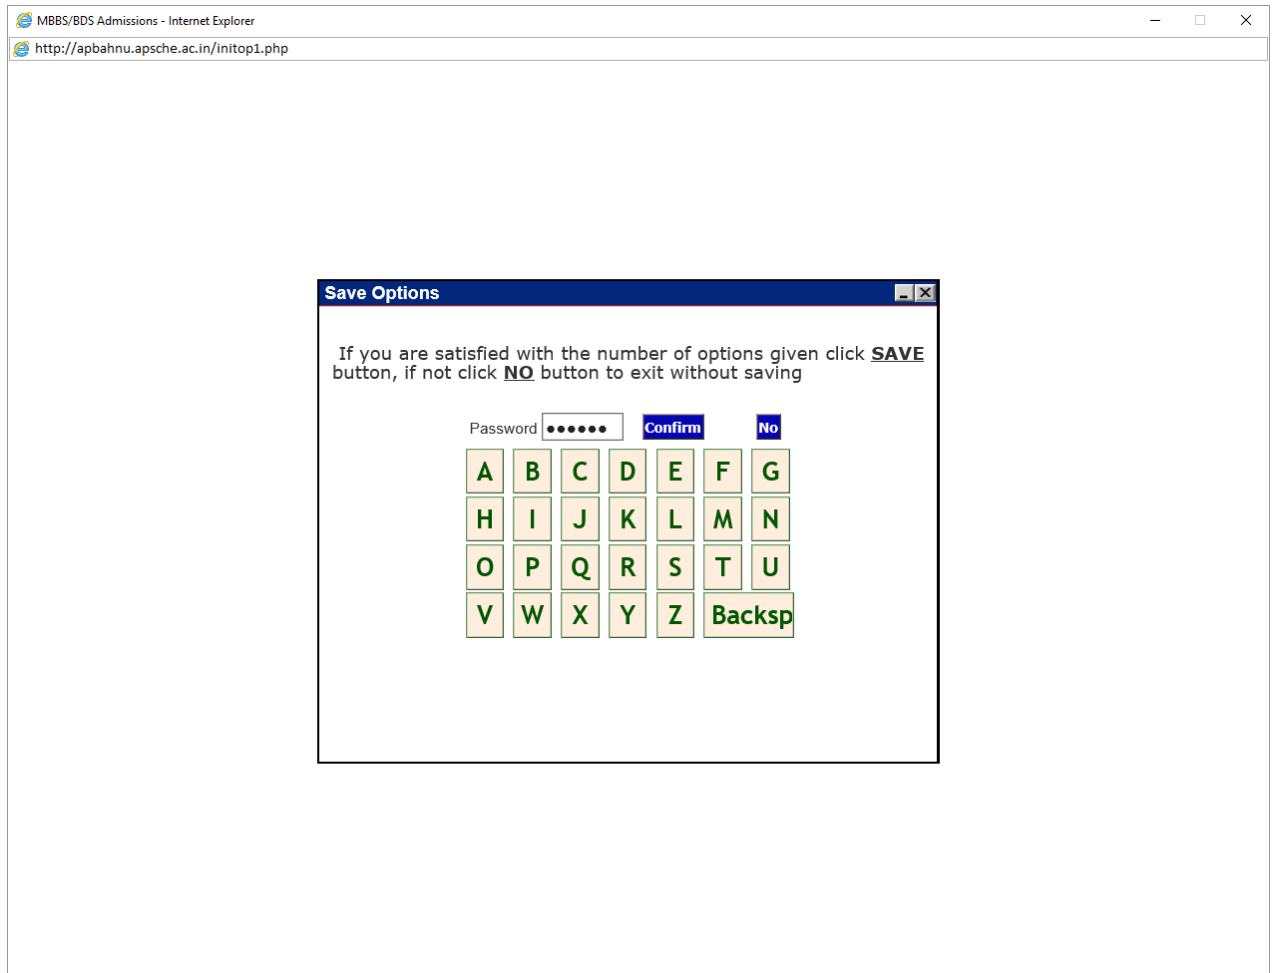 MBBS/BDS Admissions - Internet Explorer
http://apbahnu.apsche.ac.in/initop1.php
Save Options
If you are satisfied with the number of options given click SAVE
button, if not click NO button to exit without saving
Password •••••• Confirm No
A B C D E F G
H I J K L M N
O P Q R S T U
V W X Y Z Backsp